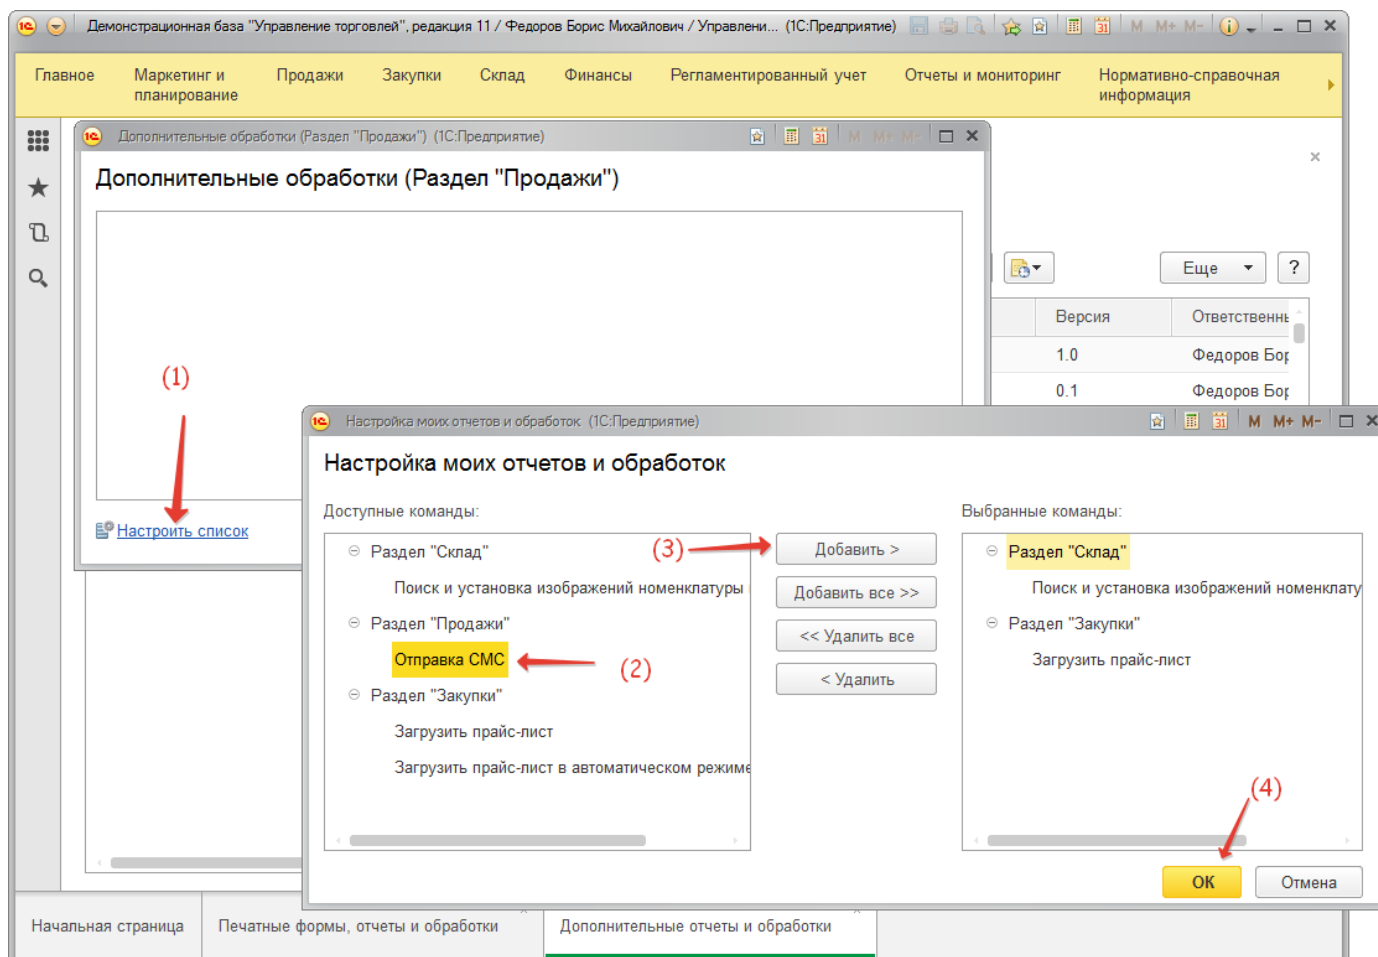 Демонстрационная база "Управление торговлей", редакция 11 / Федоров Борис Михайлович / Управлени... (1С:Предприятие)
M M+ M-
Главное
Маркетинг и планирование
Продажи
Закупки
Склад
Финансы
Регламентированный учет
Отчеты и мониторинг
Нормативно-справочная информация
Дополнительные обработки (Раздел "Продажи") (1С:Предприятие)
31 M M+ M-
Дополнительные обработки (Раздел "Продажи")
Еще
?
Версия
Ответственнь
1.0
Федоров Бор
0.1
Федоров Бор
(1)
Настроить список
Настройка моих отчетов и обработок (1С:Предприятие)
31 M M+ M-
Настройка моих отчетов и обработок
Доступные команды:
Выбранные команды:
Раздел "Склад"
(3)
Добавить >
Раздел "Склад"
Поиск и установка изображений номенклатуры
Добавить все >>
Поиск и установка изображений номенклату
Раздел "Продажи"
<< Удалить все
Раздел "Закупки"
Отправка СМС
(2)
< Удалить
Загрузить прайс-лист
Раздел "Закупки"
Загрузить прайс-лист
Загрузить прайс-лист в автоматическом режиме
(4)
ОК
Отмена
Начальная страница
Печатные формы, отчеты и обработки
Дополнительные отчеты и обработки